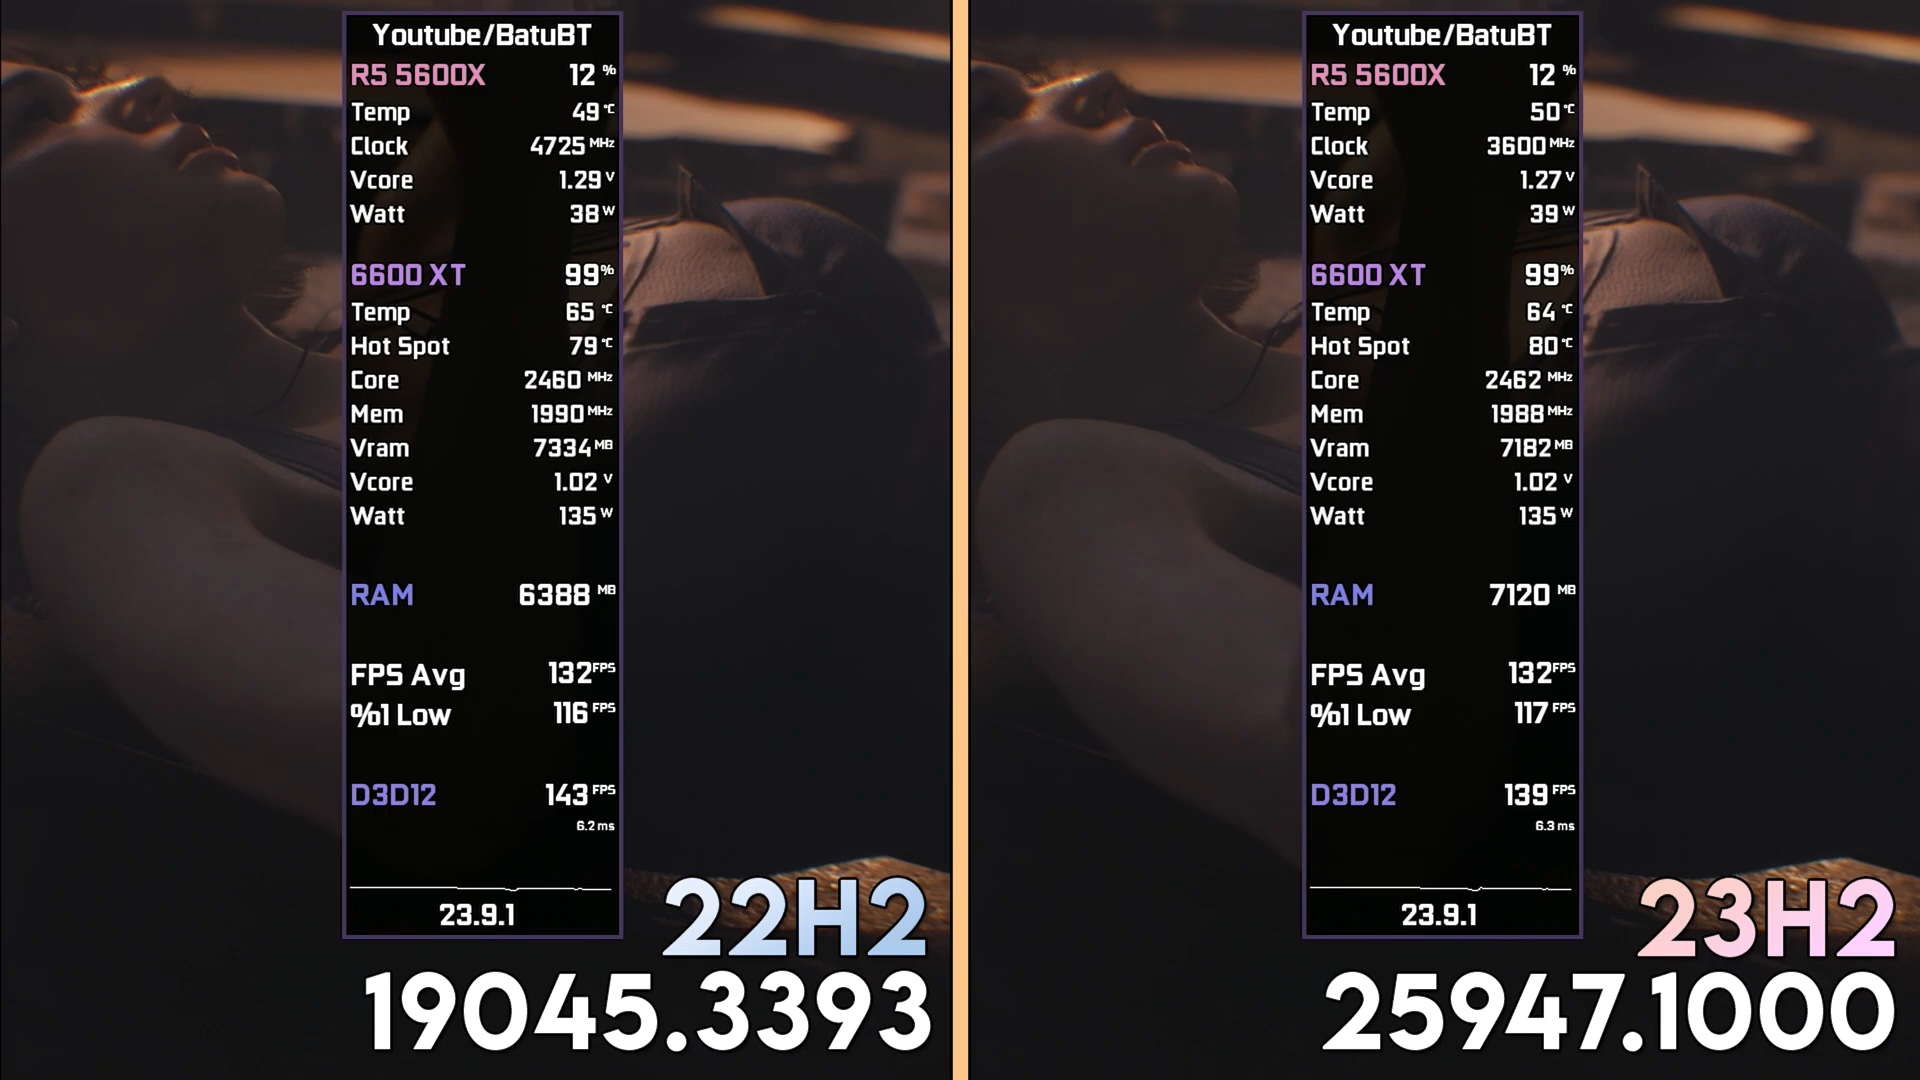 Youtube/BatuBT
R5 5600X 12 %
Temp 49 °C
Clock 4725 MHz
Vcore 1.29 V
Watt 38 W
6600 XT 99%
Temp 65 °C
Hot Spot 79 °C
Core 2460 MHz
Mem 1990 MHz
Vram 7334 MB
Vcore 1.02 V
Watt 135 W
RAM 6388 MB
FPS Avg 132 FPS
%1 Low 116 FPS
D3D12 143 FPS
6.2 ms
23.9.1
22H2
19045.3393
Youtube/BatuBT
R5 5600X 12 %
Temp 50 °C
Clock 3600 MHz
Vcore 1.27 V
Watt 39 W
6600 XT 99%
Temp 64 °C
Hot Spot 80 °C
Core 2462 MHz
Mem 1988 MHz
Vram 7182 MB
Vcore 1.02 V
Watt 135 W
RAM 7120 MB
FPS Avg 132 FPS
%1 Low 117 FPS
D3D12 139 FPS
6.3 ms
23.9.1
23H2
25947.1000